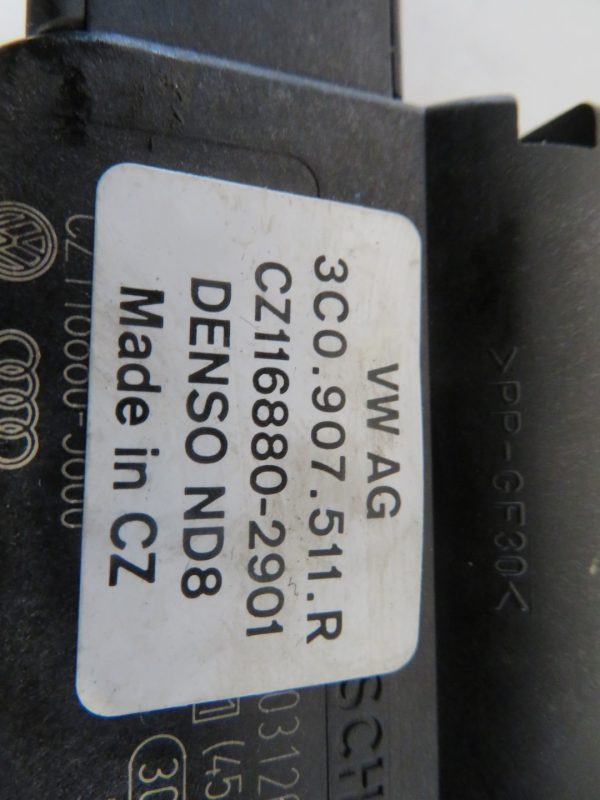 >PP-GF30<
VW AG
3C0.907.511.R
CZ116880-2901
DENSO ND8
Made in CZ